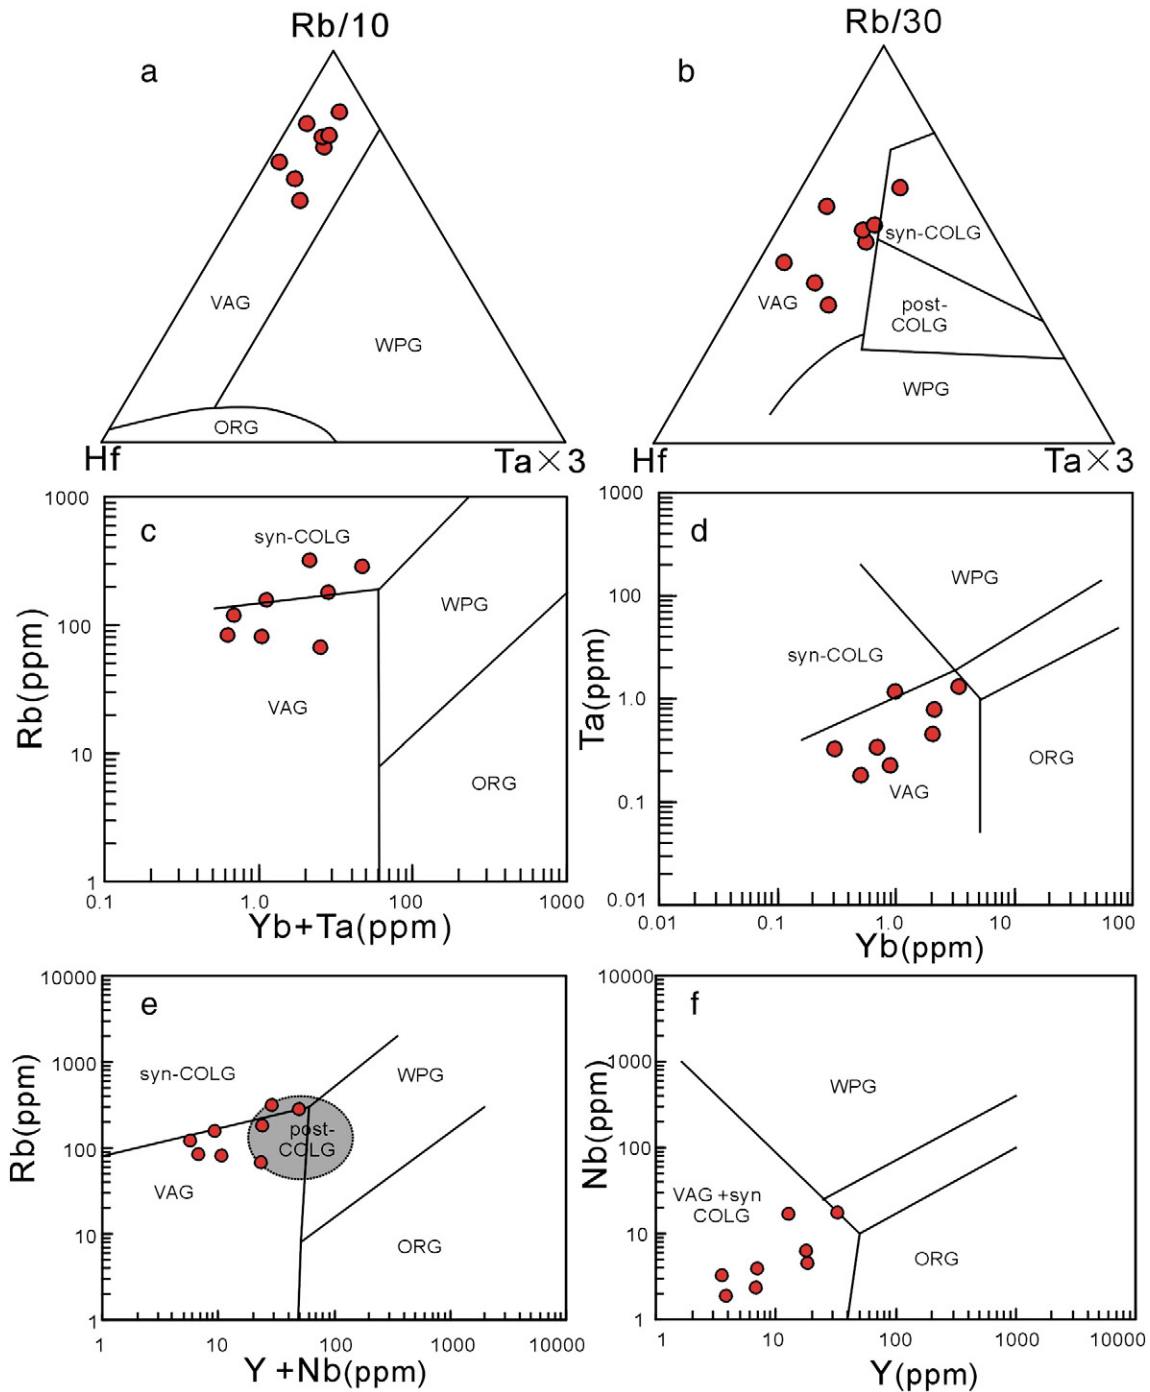 Rb/10
a
VAG
WPG
ORG
Hf
Ta×3
Rb/30
b
syn-COLG
VAG
post-
COLG
WPG
Hf
Ta×3
1000
c
syn-COLG
WPG
100
VAG
10
ORG
1
0.1
1.0
100
1000
Rb(ppm)
Yb+Ta(ppm)
1000
d
WPG
100
syn-COLG
1.0
ORG
VAG
0.1
0.01
0.01
0.1
1.0
10
100
Ta(ppm)
Yb(ppm)
10000
e
1000
syn-COLG
WPG
post-
COLG
100
VAG
10
ORG
1
1
10
100
1000
10000
Rb(ppm)
Y +Nb(ppm)
10000
f
1000
WPG
100
VAG +syn
COLG
10
ORG
1
1
10
100
1000
10000
Nb(ppm)
Y(ppm)